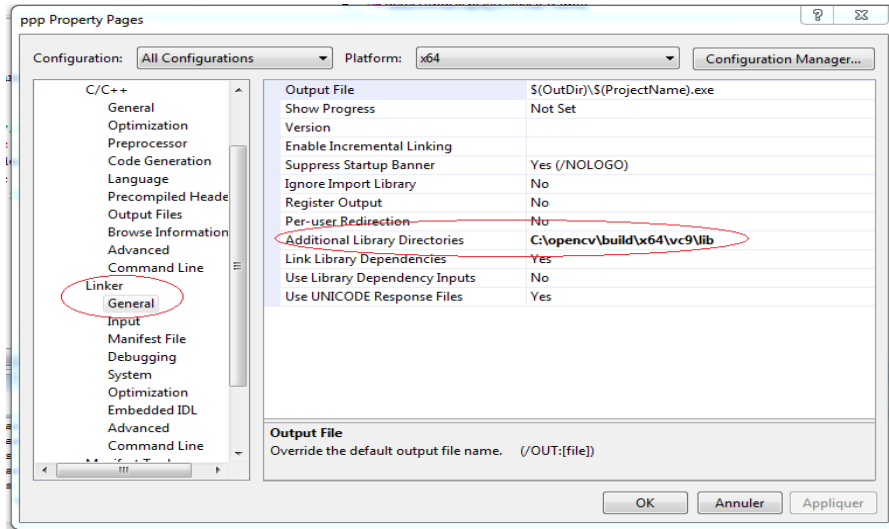 ppp Property Pages
Configuration: All Configurations Platform: x64 Configuration Manager...
C/C++
General
Optimization
Preprocessor
Code Generation
Language
Precompiled Heade
Output Files
Browse Information
Advanced
Command Line
Linker
General
Input
Manifest File
Debugging
System
Optimization
Embedded IDL
Advanced
Command Line
Output File $(OutDir)\$(ProjectName).exe
Show Progress Not Set
Version
Enable Incremental Linking
Suppress Startup Banner Yes (/NOLOGO)
Ignore Import Library No
Register Output No
Per-user Redirection No
Additional Library Directories C:\opencv\build\x64\vc9\lib
Link Library Dependencies Yes
Use Library Dependency Inputs No
Use UNICODE Response Files Yes
Output File
Override the default output file name. (/OUT:[file])
OK Annuler Appliquer